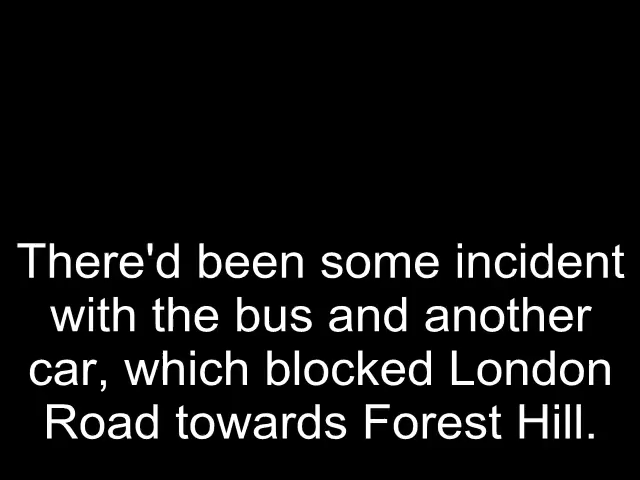 There'd been some incident
with the bus and another
car, which blocked London
Road towards Forest Hill.